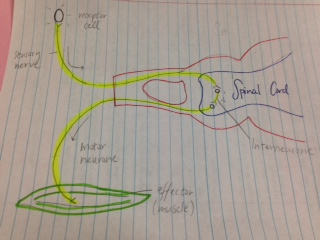 receptor
cell
Sensory
nerve
Spinal Cord
Interneurone
Motor
neurone
effector
(muscle)